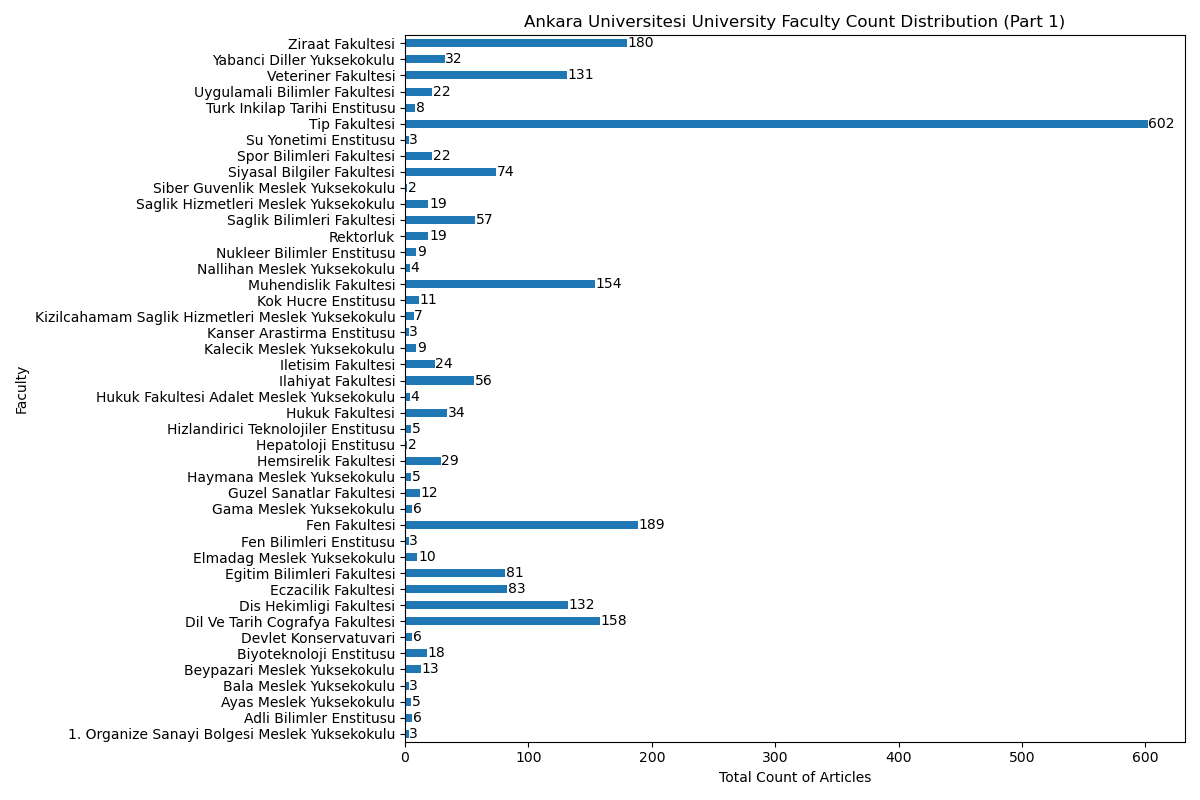 Ankara Universitesi University Faculty Count Distribution (Part 1)
Faculty
Ziraat Fakultesi 180
Yabanci Diller Yuksekokulu 32
Veteriner Fakultesi 131
Uygulamali Bilimler Fakultesi 22
Turk Inkilap Tarihi Enstitusu 8
Tip Fakultesi 602
Su Yonetimi Enstitusu 3
Spor Bilimleri Fakultesi 22
Siyasal Bilgiler Fakultesi 74
Siber Guvenlik Meslek Yuksekokulu 2
Saglik Hizmetleri Meslek Yuksekokulu 19
Saglik Bilimleri Fakultesi 57
Rektorluk 19
Nukleer Bilimler Enstitusu 9
Nallihan Meslek Yuksekokulu 4
Muhendislik Fakultesi 154
Kok Hucre Enstitusu 11
Kizilcahamam Saglik Hizmetleri Meslek Yuksekokulu 7
Kanser Arastirma Enstitusu 3
Kalecik Meslek Yuksekokulu 9
Iletisim Fakultesi 24
Ilahiyat Fakultesi 56
Hukuk Fakultesi Adalet Meslek Yuksekokulu 4
Hukuk Fakultesi 34
Hizlandirici Teknolojiler Enstitusu 5
Hepatoloji Enstitusu 2
Hemsirelik Fakultesi 29
Haymana Meslek Yuksekokulu 5
Guzel Sanatlar Fakultesi 12
Gama Meslek Yuksekokulu 6
Fen Fakultesi 189
Fen Bilimleri Enstitusu 3
Elmadag Meslek Yuksekokulu 10
Egitim Bilimleri Fakultesi 81
Eczacilik Fakultesi 83
Dis Hekimligi Fakultesi 132
Dil Ve Tarih Cografya Fakultesi 158
Devlet Konservatuvari 6
Biyoteknoloji Enstitusu 18
Beypazari Meslek Yuksekokulu 13
Bala Meslek Yuksekokulu 3
Ayas Meslek Yuksekokulu 5
Adli Bilimler Enstitusu 6
1. Organize Sanayi Bolgesi Meslek Yuksekokulu 3
0 100 200 300 400 500 600
Total Count of Articles